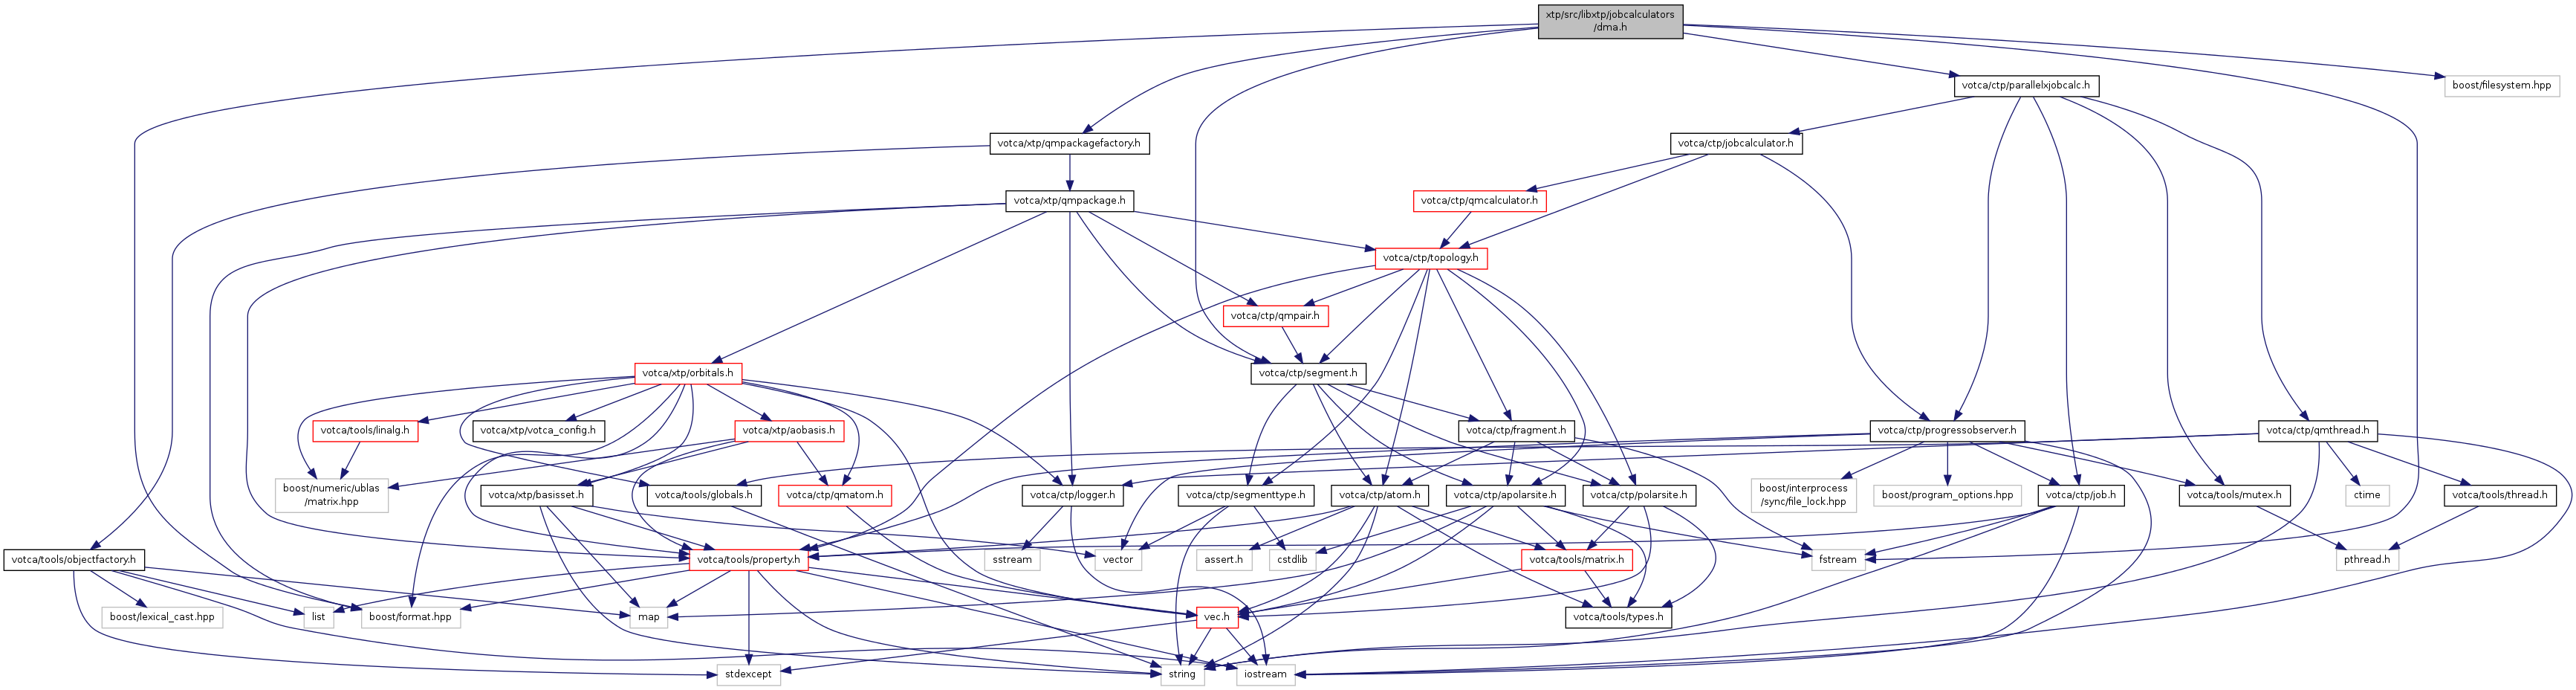 xtp/src/libxtp/jobcalculators
/dma.h
votca/ctp/parallelxjobcalc.h
boost/filesystem.hpp
votca/xtp/qmpackagefactory.h
votca/ctp/jobcalculator.h
votca/xtp/qmpackage.h
votca/ctp/qmcalculator.h
votca/ctp/topology.h
votca/ctp/qmpair.h
votca/xtp/orbitals.h
votca/ctp/segment.h
votca/tools/linalg.h
votca/xtp/votca_config.h
votca/xtp/aobasis.h
votca/ctp/fragment.h
votca/ctp/progressobserver.h
votca/ctp/qmthread.h
boost/numeric/ublas
/matrix.hpp
votca/xtp/basisset.h
votca/tools/globals.h
votca/ctp/qmatom.h
votca/ctp/logger.h
votca/ctp/segmenttype.h
votca/ctp/atom.h
votca/ctp/apolarsite.h
votca/ctp/polarsite.h
boost/interprocess
/sync/file_lock.hpp
boost/program_options.hpp
votca/ctp/job.h
votca/tools/mutex.h
ctime
votca/tools/thread.h
votca/tools/objectfactory.h
votca/tools/property.h
sstream
vector
assert.h
cstdlib
votca/tools/matrix.h
fstream
pthread.h
boost/lexical_cast.hpp
list
boost/format.hpp
map
vec.h
votca/tools/types.h
stdexcept
string
iostream